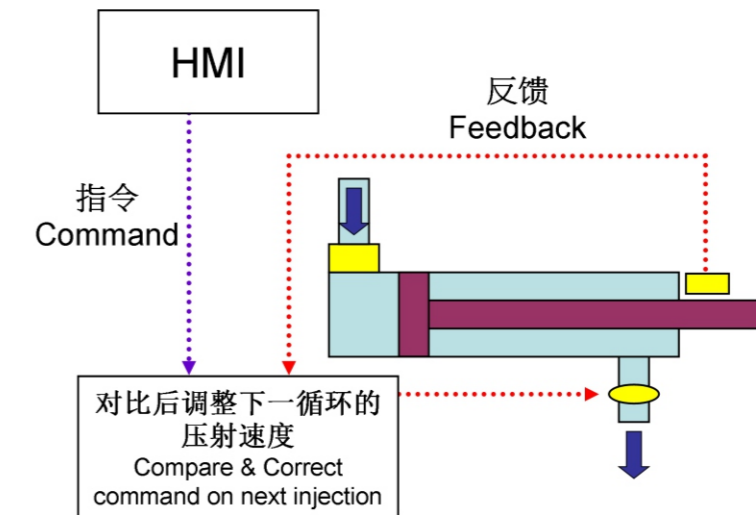 HMI
反馈
Feedback
指令
Command
对比后调整下一循环的
压射速度
Compare & Correct
command on next injection